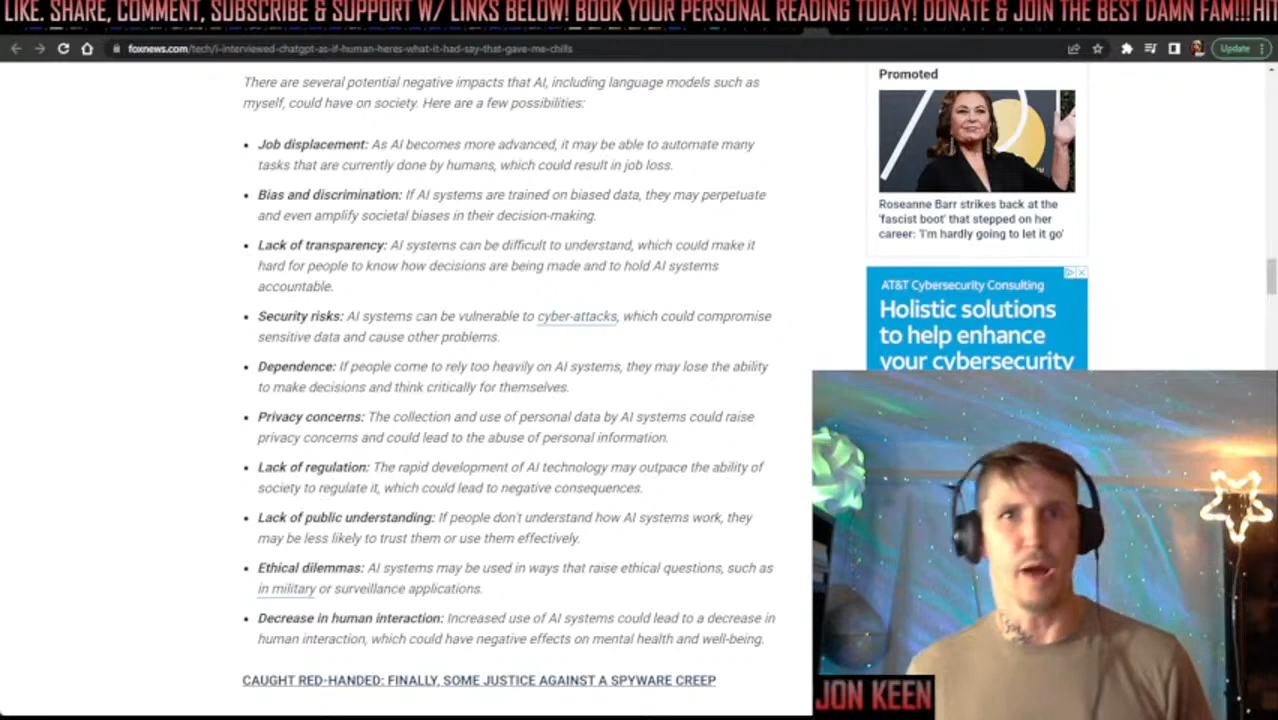 LIKE. SHARE, COMMENT, SUBSCRIBE & SUPPORT W/ LINKS BELOW! BOOK YOUR PERSONAL READING TODAY! DONATE & JOIN THE BEST DAMN FAM!!! HIT
foxnews.com/tech/i-interviewed-chatgpt-as-if-human-heres-what-it-had-say-that-gave-me-chills
Update
There are several potential negative impacts that AI, including language models such as
myself, could have on society. Here are a few possibilities:
• Job displacement: As AI becomes more advanced, it may be able to automate many
tasks that are currently done by humans, which could result in job loss.
• Bias and discrimination: If AI systems are trained on biased data, they may perpetuate
and even amplify societal biases in their decision-making.
• Lack of transparency: AI systems can be difficult to understand, which could make it
hard for people to know how decisions are being made and to hold AI systems
accountable.
• Security risks: AI systems can be vulnerable to cyber-attacks, which could compromise
sensitive data and cause other problems.
• Dependence: If people come to rely too heavily on AI systems, they may lose the ability
to make decisions and think critically for themselves.
• Privacy concerns: The collection and use of personal data by AI systems could raise
privacy concerns and could lead to the abuse of personal information.
• Lack of regulation: The rapid development of AI technology may outpace the ability of
society to regulate it, which could lead to negative consequences.
• Lack of public understanding: If people don't understand how AI systems work, they
may be less likely to trust them or use them effectively.
• Ethical dilemmas: AI systems may be used in ways that raise ethical questions, such as
in military or surveillance applications.
• Decrease in human interaction: Increased use of AI systems could lead to a decrease in
human interaction, which could have negative effects on mental health and well-being.
CAUGHT RED-HANDED: FINALLY, SOME JUSTICE AGAINST A SPYWARE CREEP
Promoted
Roseanne Barr strikes back at the
'fascist boot' that stepped on her
career: 'I'm hardly going to let it go'
AT&T Cybersecurity Consulting
Holistic solutions
to help enhance
your cybersecurity
JON KEEN